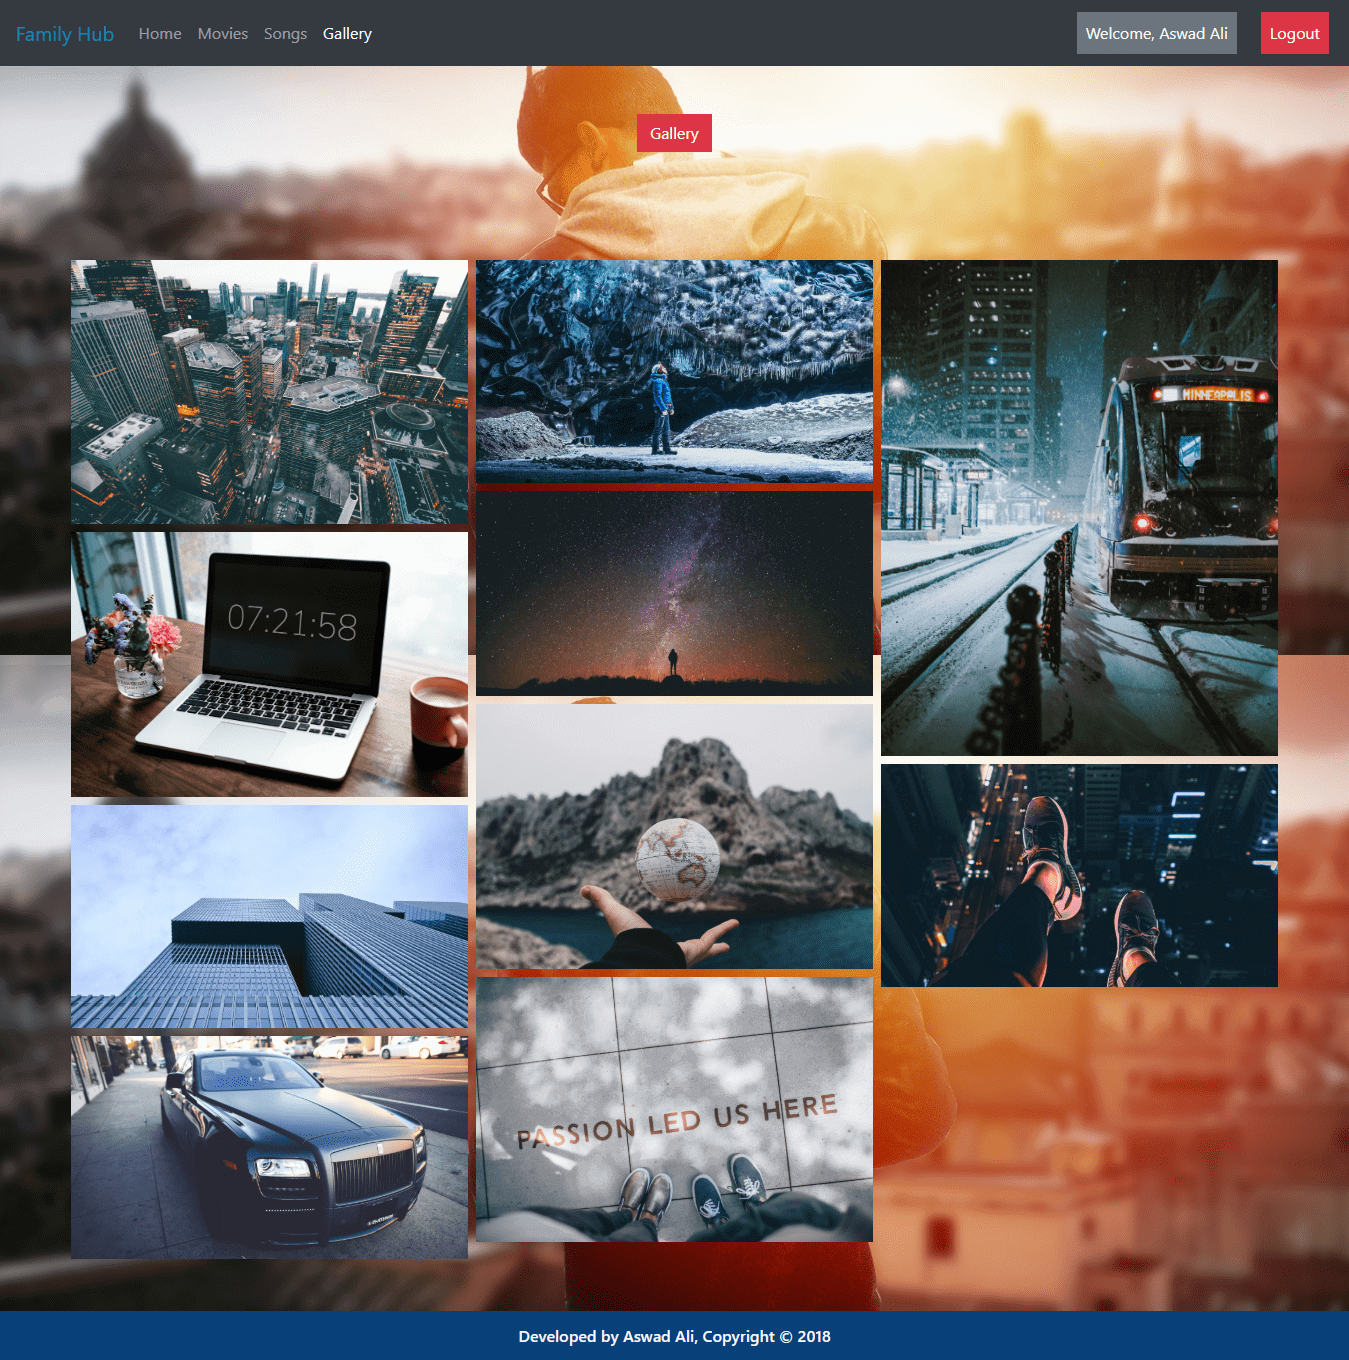 Family Hub Home Movies Songs Gallery Welcome, Aswad Ali Logout
Gallery
MINNEAPOLIS
07:21:58
PASSION LED US HERE
Developed by Aswad Ali, Copyright © 2018